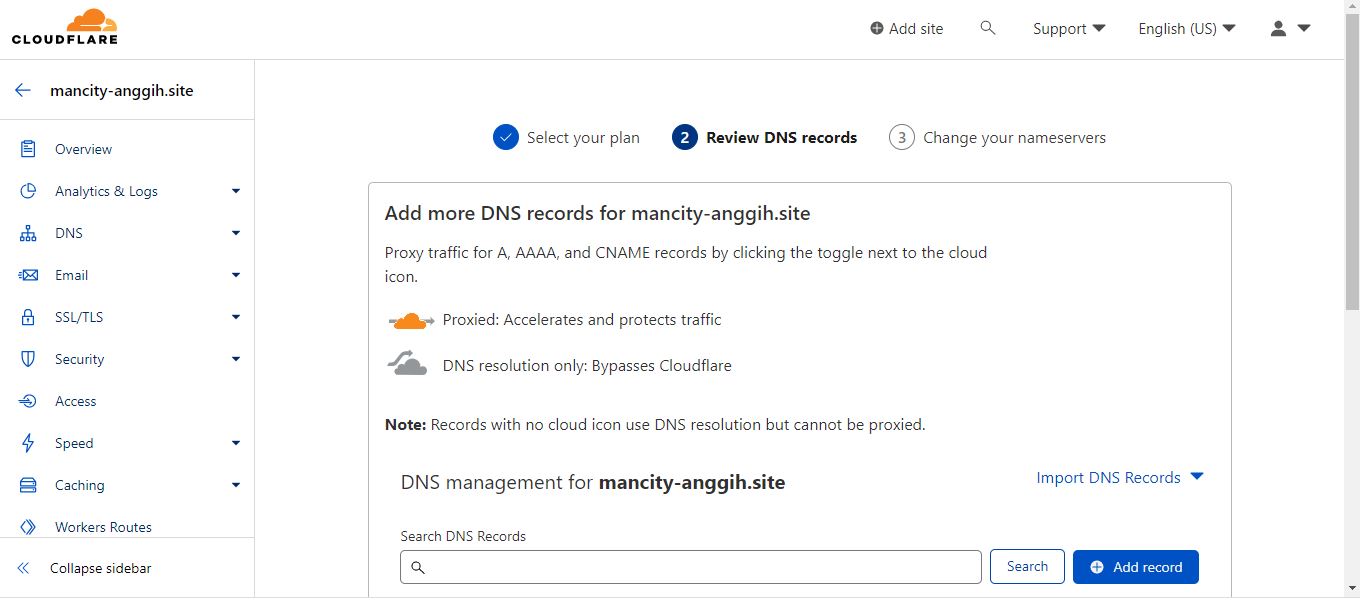 CLOUDFLARE
Add site
Support
English (US)
mancity-anggih.site
Overview
Analytics & Logs
DNS
Email
SSL/TLS
Security
Access
Speed
Caching
Workers Routes
Collapse sidebar
Select your plan
2 Review DNS records
3 Change your nameservers
Add more DNS records for mancity-anggih.site
Proxy traffic for A, AAAA, and CNAME records by clicking the toggle next to the cloud
icon.
Proxied: Accelerates and protects traffic
DNS resolution only: Bypasses Cloudflare
Note: Records with no cloud icon use DNS resolution but cannot be proxied.
DNS management for mancity-anggih.site
Import DNS Records
Search DNS Records
Search
Add record